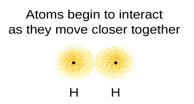 Atoms begin to interact
as they move closer together
H H